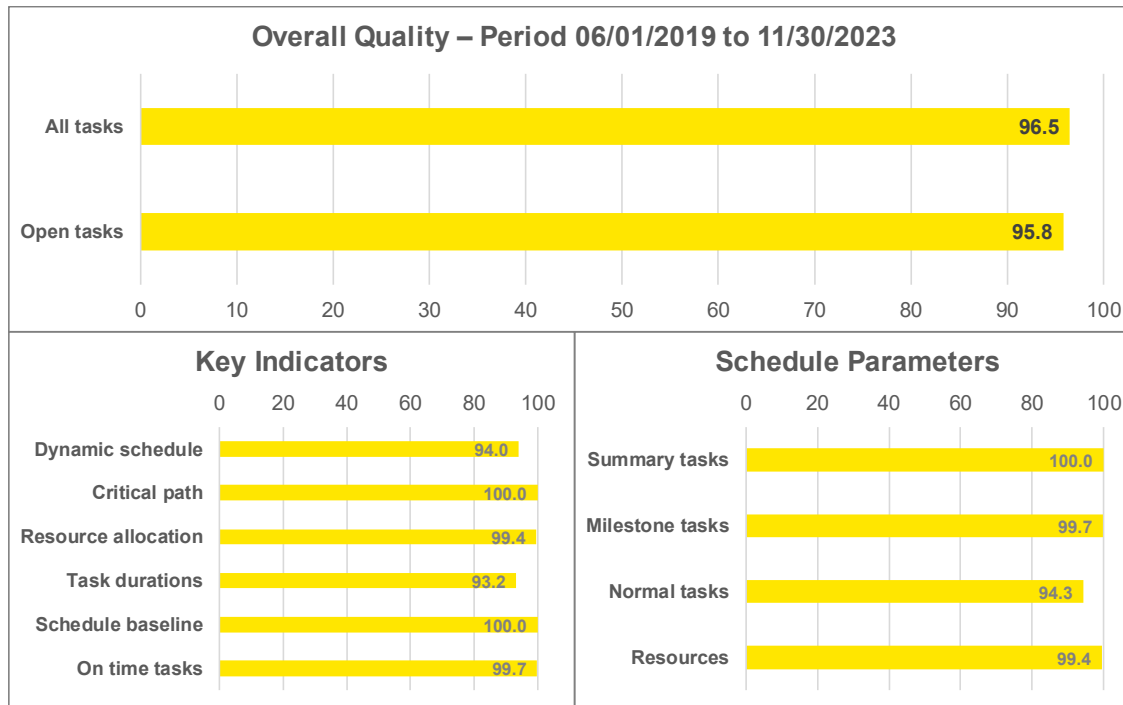 Overall Quality – Period 06/01/2019 to 11/30/2023
All tasks
96.5
Open tasks
95.8
0 10 20 30 40 50 60 70 80 90 100
Key Indicators
0 20 40 60 80 100
Dynamic schedule 94.0
Critical path 100.0
Resource allocation 99.4
Task durations 93.2
Schedule baseline 100.0
On time tasks 99.7
Schedule Parameters
0 20 40 60 80 100
Summary tasks 100.0
Milestone tasks 99.7
Normal tasks 94.3
Resources 99.4